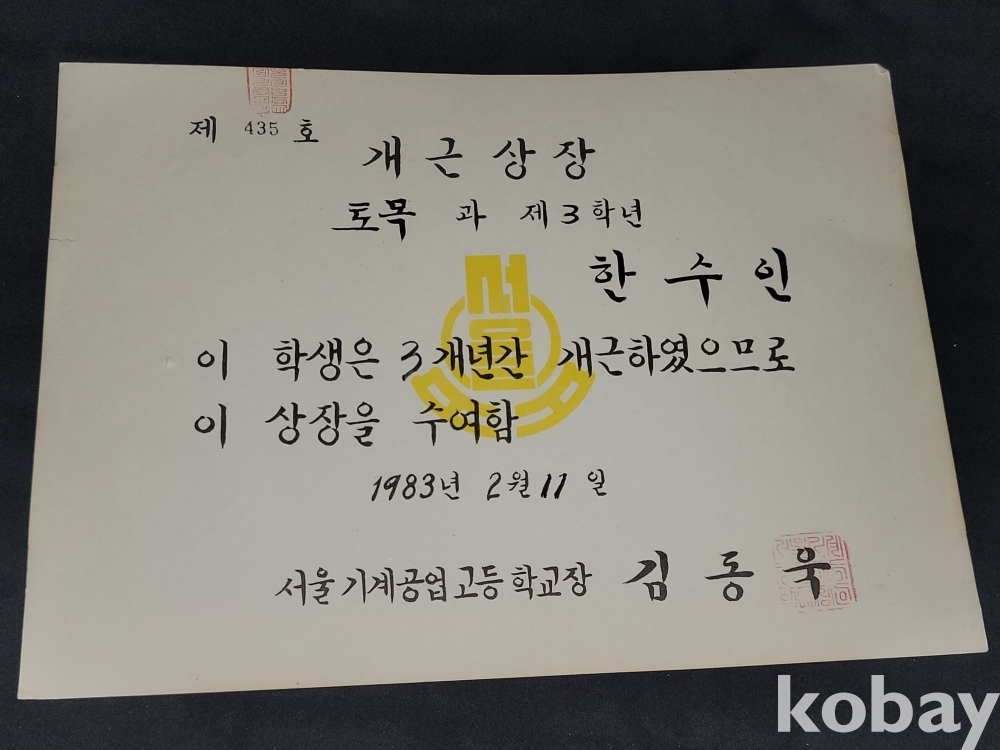 제 435 호
개근상장
토목 과 제3학년
한수인
이 학생은 3개년간 개근하였으므로
이 상장을 수여함
1983년 2월 11일
서울기계공업고등학교장 김동욱
서울
kobay